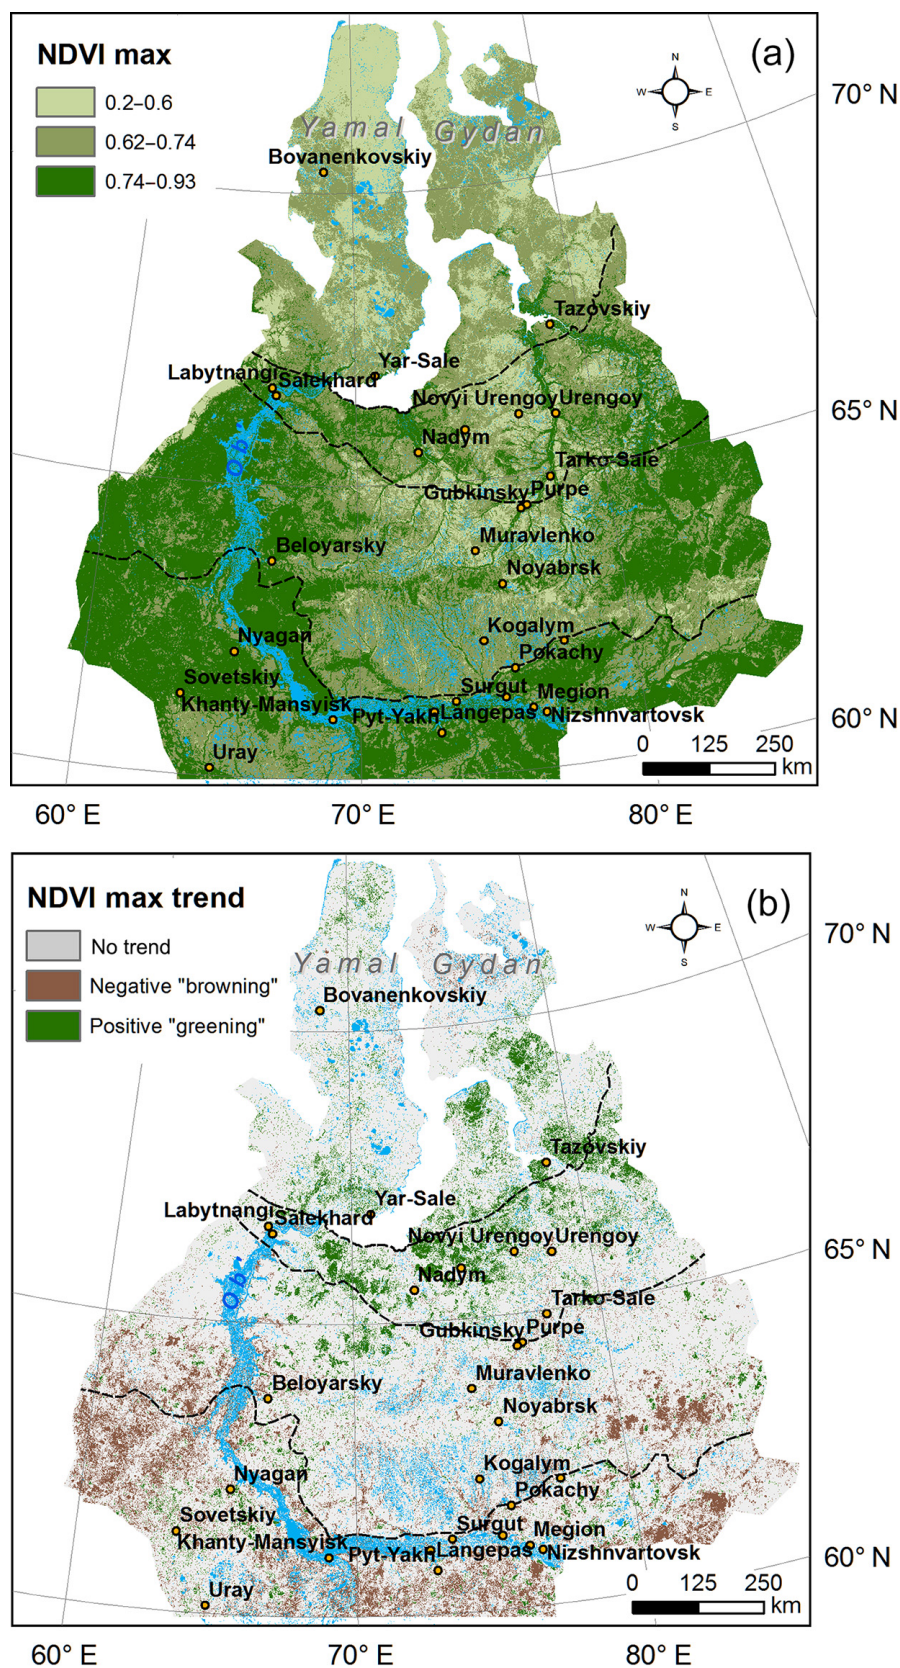 NDVI max
(a)
0.2–0.6
0.62–0.74
0.74–0.93
N
W E
S
70° N
Yamal Gydan
Bovanenkovskiy
Tazovskiy
Yar-Sale
Labytnangi
Salekhard
Novyi Urengoy Urengoy
65° N
Nadym
Ob
Tarko-Sale
Gubkinsky Purpe
Muravlenko
Beloyarsky
Noyabrsk
Kogalym
Nyagan
Pokachy
Sovetskiy
Surgut
Megion
Khanty-Mansyisk
Pyt-Yakh
Langepas
Nizshnvartovsk
60° N
Uray
0 125 250
km
60° E 70° E 80° E
NDVI max trend
(b)
No trend
Negative "browning"
Positive "greening"
N
W E
S
70° N
Yamal Gydan
Bovanenkovskiy
Tazovskiy
Yar-Sale
Labytnangi
Salekhard
Novyi Urengoy Urengoy
65° N
Nadym
Ob
Tarko-Sale
Gubkinsky Purpe
Muravlenko
Beloyarsky
Noyabrsk
Kogalym
Nyagan
Pokachy
Sovetskiy
Surgut
Megion
Khanty-Mansyisk
Pyt-Yakh
Langepas
Nizshnvartovsk
60° N
Uray
0 125 250
km
60° E 70° E 80° E